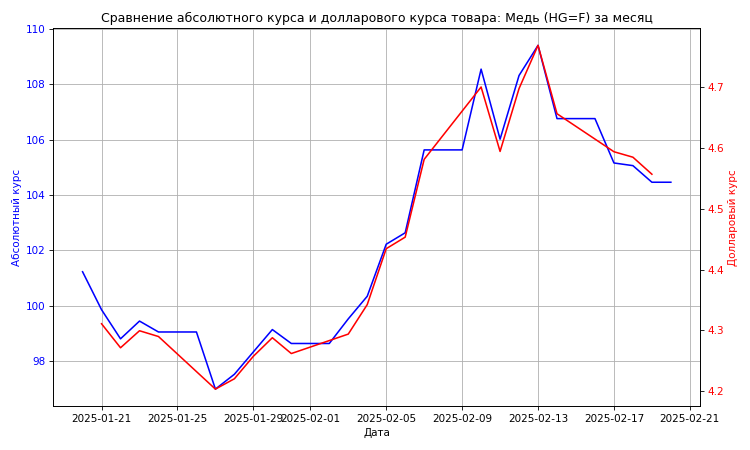 Сравнение абсолютного курса и долларового курса товара: Медь (HG=F) за месяц
110
108
106
104
102
100
98
Абсолютный курс
4.7
4.6
4.5
4.4
4.3
4.2
Долларовый курс
2025-01-21 2025-01-25 2025-01-29 2025-02-01 2025-02-05 2025-02-09 2025-02-13 2025-02-17 2025-02-21
Дата